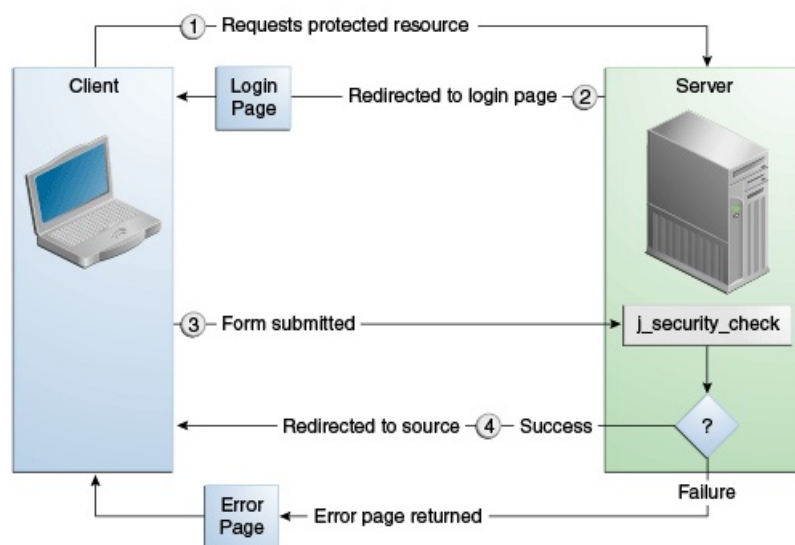 1 Requests protected resource
Client
Server
Login
Page
Redirected to login page 2
3 Form submitted
j_security_check
Redirected to source 4 Success
?
Failure
Error
Page
Error page returned